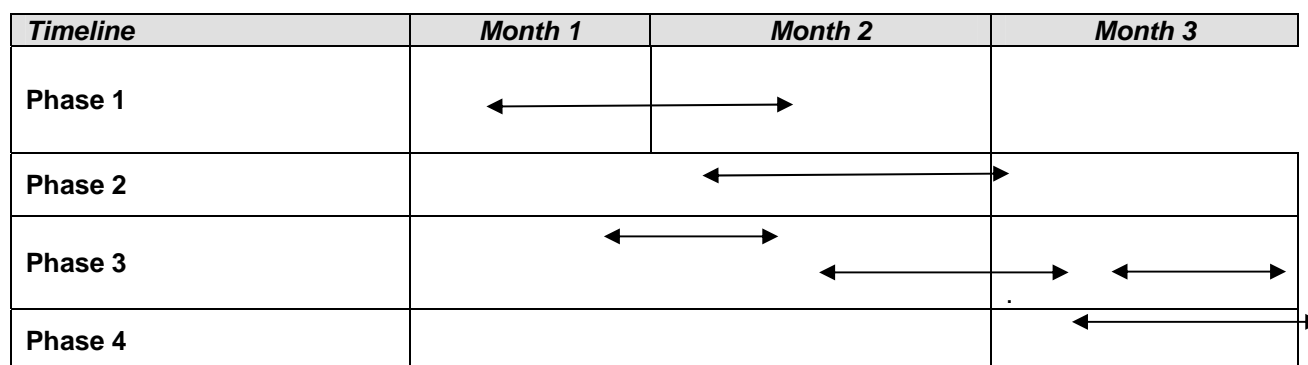 Timeline Month 1 Month 2 Month 3
Phase 1
Phase 2
Phase 3
.
Phase 4